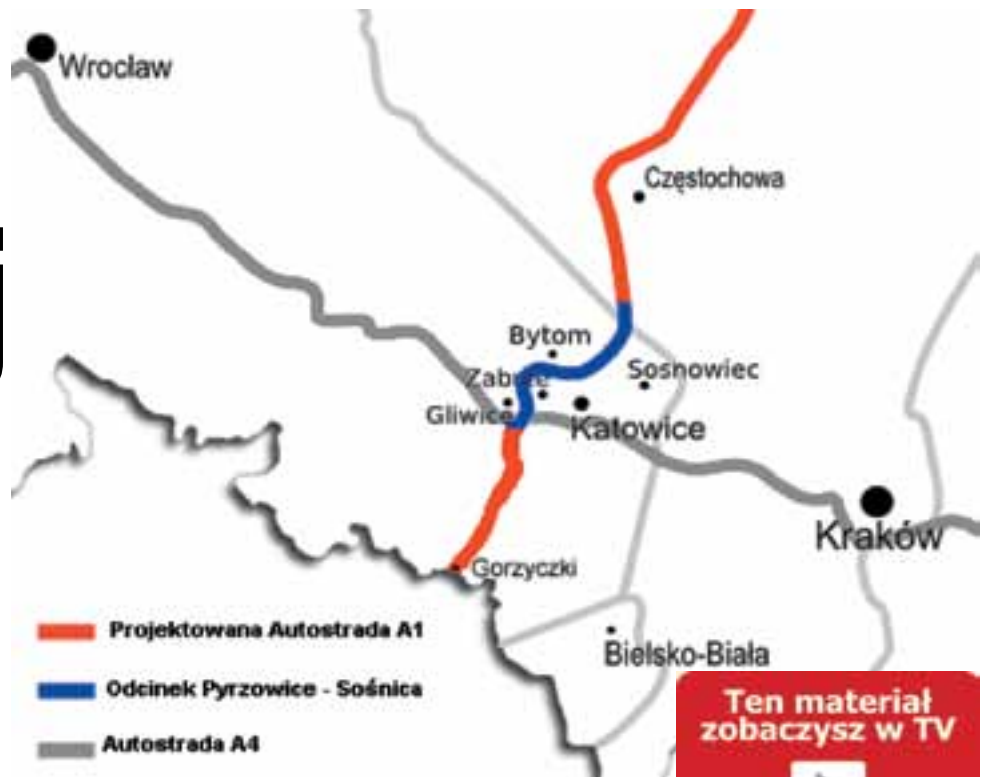 Wrocław
Częstochowa
Bytom
Zabrze
Sosnowiec
Gliwice
Katowice
Kraków
Gorzyczki
Bielsko-Biała
Projektowana Autostrada A1
Odcinek Pyrzowice - Sośnica
Autostrada A4
Ten materiał
zobaczysz w TV